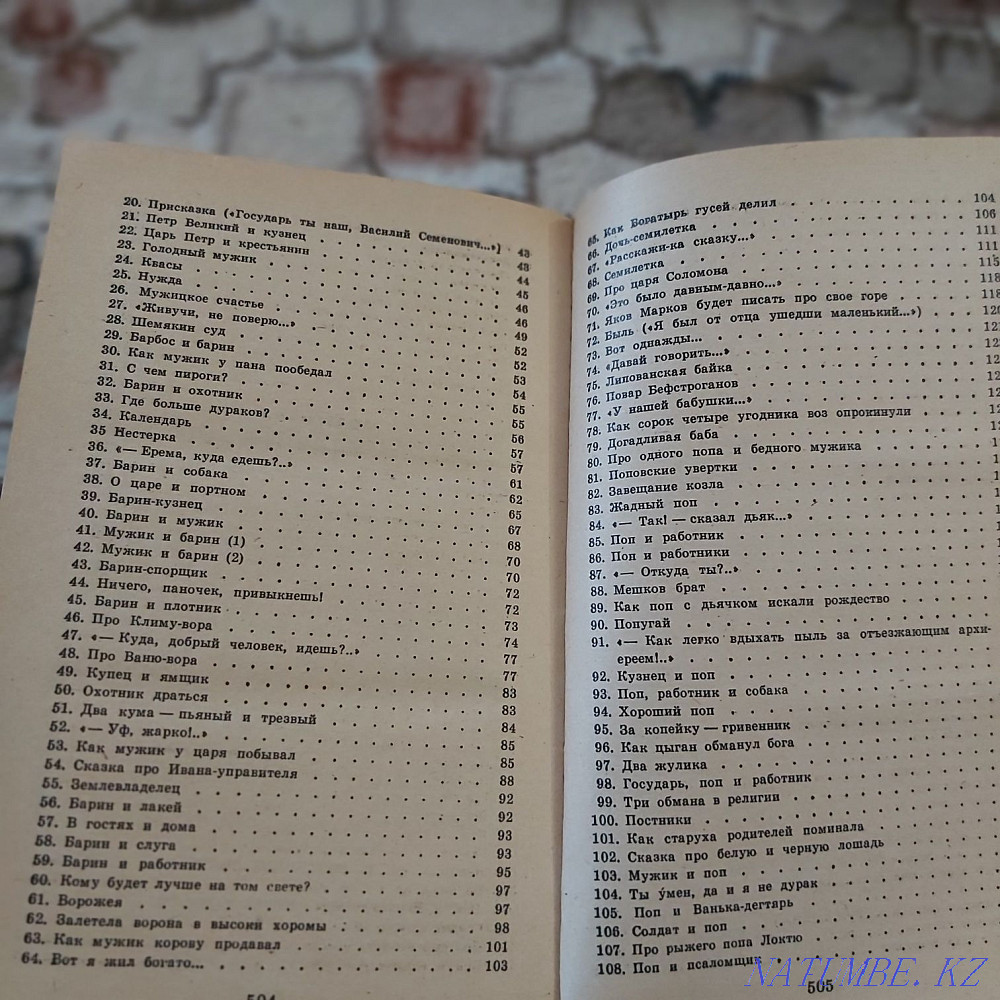 20. Присказка («Государь ты наш, Василий Семенович...») . 43
21. Петр Великий и кузнец . . . . . . . . . 43
22. Царь Петр и крестьянин . . . . . . . . . 44
23. Голодный мужик . . . . . . . . . 45
24. Квасы . . . . . . . . . 46
25. Нужда . . . . . . . . . 46
26. Мужицкое счастье . . . . . . . . . 49
27. «Живучи, не поверю...» . . . . . . . . . 52
28. Шемякин суд . . . . . . . . . 52
29. Барбос и барин . . . . . . . . . 53
30. Как мужик у пана пообедал . . . . . . . . . 54
31. С чем пироги? . . . . . . . . . 55
32. Барин и охотник . . . . . . . . . 55
33. Где больше дураков? . . . . . . . . . 56
34. Календарь . . . . . . . . . 57
35 Нестерка . . . . . . . . . 57
36. «— Ерема, куда едешь?..» . . . . . . . . . 61
37. Барин и собака . . . . . . . . . 62
38. О царе и портном . . . . . . . . . 65
39. Барин-кузнец . . . . . . . . . 67
40. Барин и мужик . . . . . . . . . 68
41. Мужик и барин (1) . . . . . . . . . 70
42. Мужик и барин (2) . . . . . . . . . 70
43. Барин-спорщик . . . . . . . . . 72
44. Ничего, паночек, привыкнешь! . . . . . . . . . 72
45. Барин и плотник . . . . . . . . . 73
46. Про Климу-вора . . . . . . . . . 74
47. «— Куда, добрый человек, идешь?..» . . . . . . . . . 77
48. Про Ваню-вора . . . . . . . . . 77
49. Купец и ямщик . . . . . . . . . 83
50. Охотник драться . . . . . . . . . 83
51. Два кума — пьяный и трезвый . . . . . . . . . 84
52. «— Уф, жарко!..» . . . . . . . . . 85
53. Как мужик у царя побывал . . . . . . . . . 85
54. Сказка про Ивана-управителя . . . . . . . . . 88
55. Землевладелец . . . . . . . . . 92
56. Барин и лакей . . . . . . . . . 92
57. В гостях и дома . . . . . . . . . 93
58. Барин и слуга . . . . . . . . . 93
59. Барин и работник . . . . . . . . . 95
60. Кому будет лучше на том свете? . . . . . . . . . 97
61. Ворожея . . . . . . . . . 97
62. Залетела ворона в высоки хоромы . . . . . . . . . 98
63. Как мужик корову продавал . . . . . . . . . 101
64. Вот я жил богато... . . . . . . . . . 103
65. Как Богатырь гусей делил . . . . . . . . . 104
66. Дочь-семилетка . . . . . . . . . 106
67. «Расскажи-ка сказку...» . . . . . . . . . 111
68. Семилетка . . . . . . . . . 111
69. Про царя Соломона . . . . . . . . . 115
70. «Это было давным-давно...» . . . . . . . . . 118
71. Яков Марков будет писать про свое горе . . . . . . 118
72. Быль («Я был от отца ушедши маленький...») . . . .
73. Вот однажды... . . . . . . . . .
74. «Давай говорить...» . . . . . . . . .
75. Липованская байка . . . . . . . . .
76. Повар Бефстроганов . . . . . . . . .
77. «У нашей бабушки...» . . . . . . . . .
78. Как сорок четыре угодника воз опрокинули . . . . .
79. Догадливая баба . . . . . . . . .
80. Про одного попа и бедного мужика . . . . . . . . .
81. Поповские увертки . . . . . . . . .
82. Завещание козла . . . . . . . . .
83. Жадный поп . . . . . . . . .
84. «— Так! — сказал дьяк...» . . . . . . . . .
85. Поп и работник . . . . . . . . .
86. Поп и работники . . . . . . . . .
87. «— Откуда ты?..» . . . . . . . . .
88. Мешков брат . . . . . . . . .
89. Как поп с дьячком искали рождество . . . . . . .
90. Попугай . . . . . . . . .
91. «— Как легко вдыхать пыль за отъезжающим архи-
ереем!..» . . . . . . . . .
92. Кузнец и поп . . . . . . . . .
93. Поп, работник и собака . . . . . . . . .
94. Хороший поп . . . . . . . . .
95. За копейку — гривенник . . . . . . . . .
96. Как цыган обманул бога . . . . . . . . .
97. Два жулика . . . . . . . . .
98. Государь, поп и работник . . . . . . . . .
99. Три обмана в религии . . . . . . . . .
100. Постники . . . . . . . . .
101. Как старуха родителей поминала . . . . . . . . .
102. Сказка про белую и черную лошадь . . . . . . .
103. Мужик и поп . . . . . . . . .
104. Ты у́мен, да и я не дурак . . . . . . . . .
105. Поп и Ванька-дегтярь . . . . . . . . .
106. Солдат и поп . . . . . . . . .
107. Про рыжего попа Локтю . . . . . . . . .
108. Поп и псаломщик . . . . . . . . .
505
NATUMBE. KZ